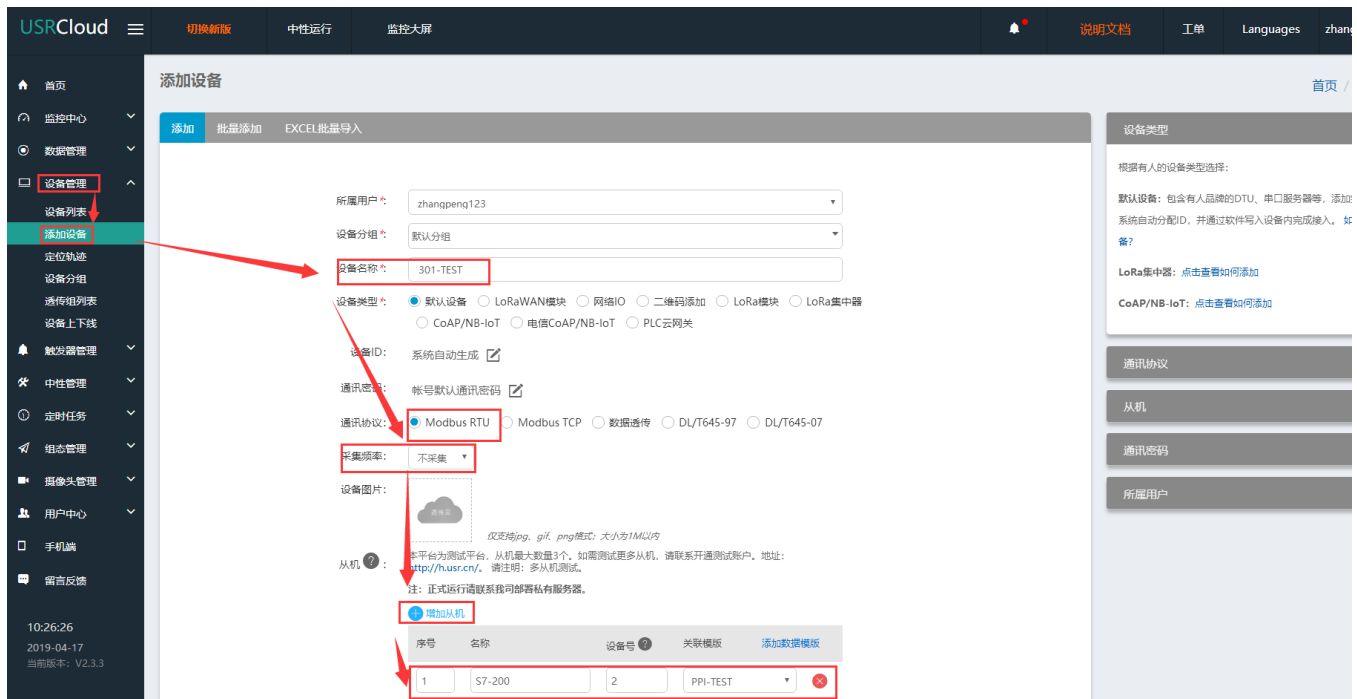 USRCloud 切换新版 中性运行 监控大屏 说明文档 工单 Languages zhang
首页
监控中心
数据管理
设备管理
设备列表
添加设备
定位轨迹
设备分组
透传组列表
设备上下线
触发器管理
中性管理
定时任务
组态管理
摄像头管理
用户中心
手机端
留言反馈
10:26:26
2019-04-17
当前版本: V2.3.3
添加设备
首页 /
添加 批量添加 EXCEL批量导入
所属用户*: zhangpeng123
设备分组*: 默认分组
设备名称*: 301-TEST
设备类型*: 默认设备 LoRaWAN模块 网络IO 二维码添加 LoRa模块 LoRa集中器
CoAP/NB-IoT 电信CoAP/NB-IoT PLC云网关
设备ID: 系统自动生成
通讯密码: 帐号默认通讯密码
通讯协议: Modbus RTU Modbus TCP 数据透传 DL/T645-97 DL/T645-07
采集频率: 不采集
设备图片:
仅支持jpg、gif、png格式; 大小为1M以内
从机 ? :
本平台为测试平台, 从机最大数量3个。如需测试更多从机, 请联系开通测试账户。地址:
http://h.usr.cn/。 请注明: 多从机测试。
注: 正式运行请联系我司部署私有服务器。
增加从机
序号 名称 设备号 ? 关联模版 添加数据模版
1 S7-200 2 PPI-TEST
设备类型
根据有人的设备类型选择:
默认设备: 包含有人品牌的DTU、串口服务器等, 添加
系统自动分配ID, 并通过软件写入设备内完成接入。 如
备?
LoRa集中器: 点击查看如何添加
CoAP/NB-IoT: 点击查看如何添加
通讯协议
从机
通讯密码
所属用户